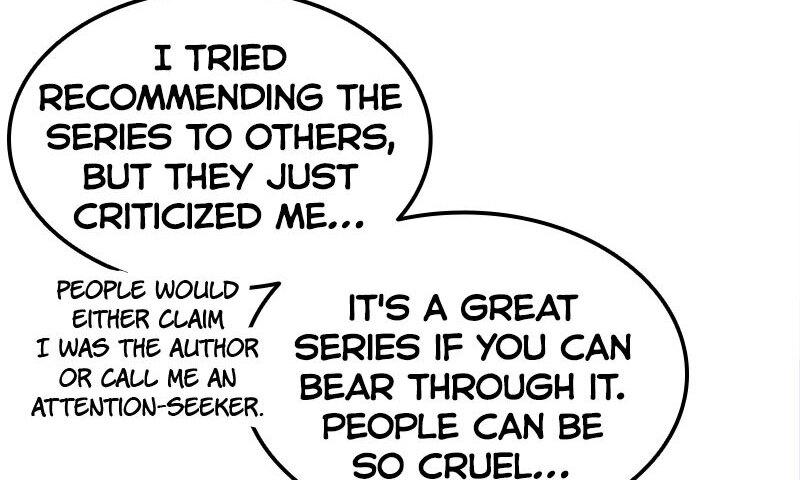 I TRIED
RECOMMENDING THE
SERIES TO OTHERS,
BUT THEY JUST
CRITICIZED ME...
PEOPLE WOULD
EITHER CLAIM
I WAS THE AUTHOR
OR CALL ME AN
ATTENTION-SEEKER.
IT'S A GREAT
SERIES IF YOU CAN
BEAR THROUGH IT.
PEOPLE CAN BE
SO CRUEL...